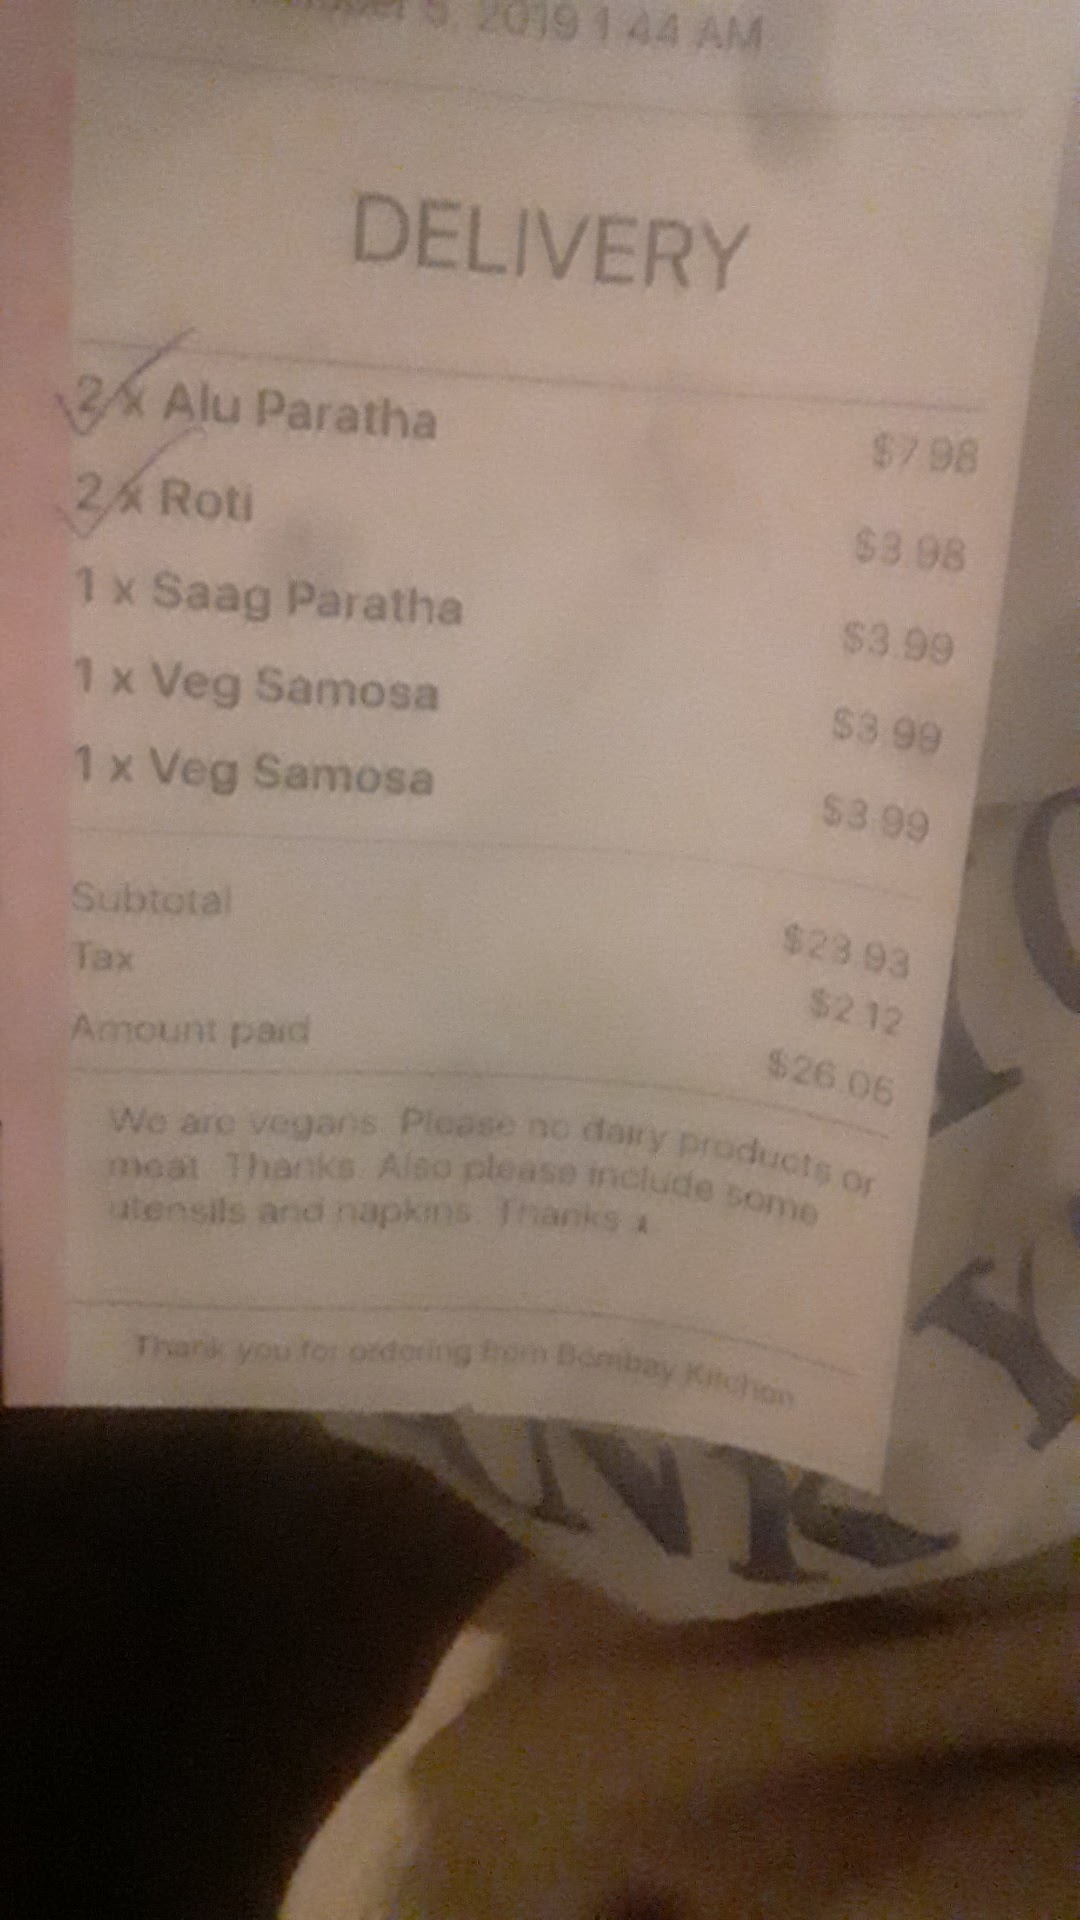 5, 2019 1:44 AM
DELIVERY
2 x Alu Paratha $7.98
2 x Roti $3.98
1 x Saag Paratha $3.99
1 x Veg Samosa $3.99
1 x Veg Samosa $3.99
Subtotal $23.93
Tax $2.12
Amount paid $26.05
We are vegans. Please no dairy products or
meat. Thanks. Also please include some
utensils and napkins. Thanks
Thank you for ordering from Bombay Kitchen